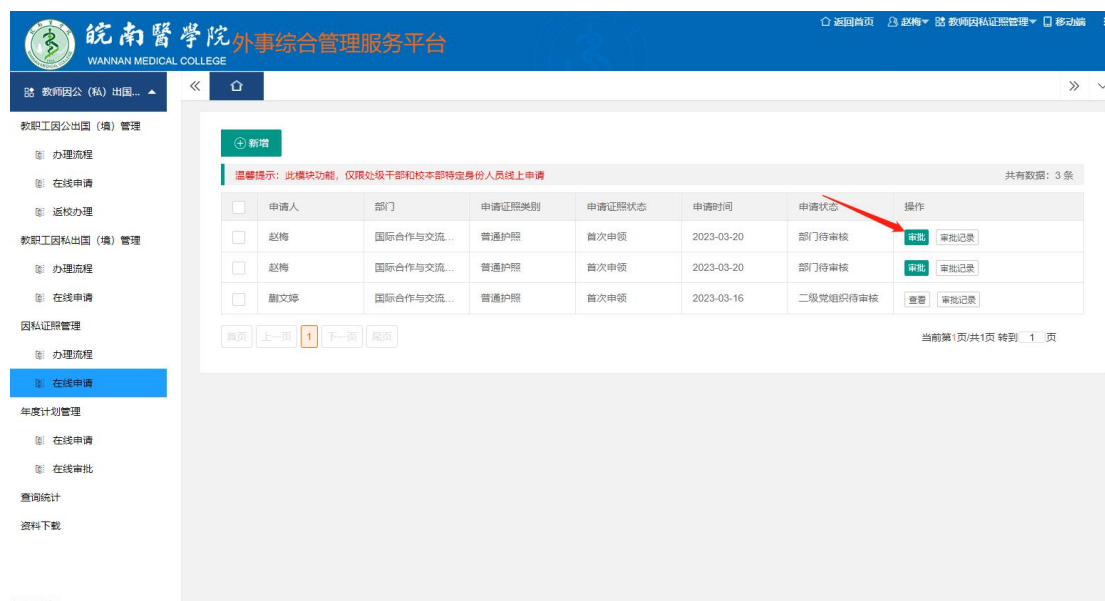 皖南醫學院
WANNAN MEDICAL COLLEGE
外事综合管理服务平台
返回首页 赵梅 教师因私证照管理 移动端
教师因公（私）出国...
教职工因公出国（境）管理
办理流程
在线申请
返校办理
教职工因私出国（境）管理
办理流程
在线申请
因私证照管理
办理流程
在线申请
年度计划管理
在线申请
在线审批
查询统计
资料下载
新增
温馨提示：此模块功能，仅限处级干部和校本部特定身份人员线上申请 共有数据：3 条
申请人 部门 申请证照类别 申请证照状态 申请时间 申请状态 操作
赵梅 国际合作与交流... 普通护照 首次申领 2023-03-20 部门待审核 审批 审批记录
赵梅 国际合作与交流... 普通护照 首次申领 2023-03-20 部门待审核 审批 审批记录
蒯文婷 国际合作与交流... 普通护照 首次申领 2023-03-16 二级党组织待审核 查看 审批记录
首页 上一页 1 下一页 尾页 当前第1页/共1页 转到 1 页